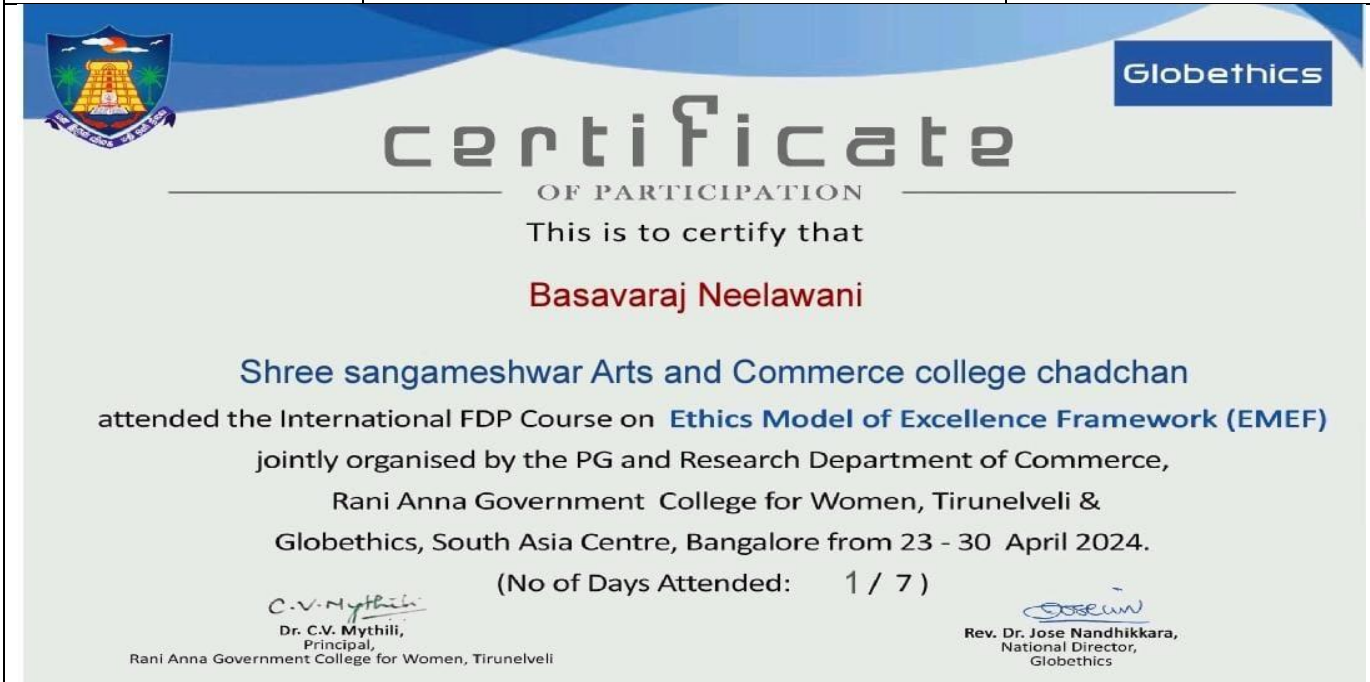 Globethics
certificate
OF PARTICIPATION
This is to certify that
Basavaraj Neelawani
Shree sangameshwar Arts and Commerce college chadchan
attended the International FDP Course on Ethics Model of Excellence Framework (EMEF)
jointly organised by the PG and Research Department of Commerce,
Rani Anna Government College for Women, Tirunelveli &
Globethics, South Asia Centre, Bangalore from 23 - 30 April 2024.
(No of Days Attended: 1 / 7 )
C.V.Mythili
Dr. C.V. Mythili,
Principal,
Rani Anna Government College for Women, Tirunelveli
Rev. Dr. Jose Nandhikkara,
National Director,
Globethics